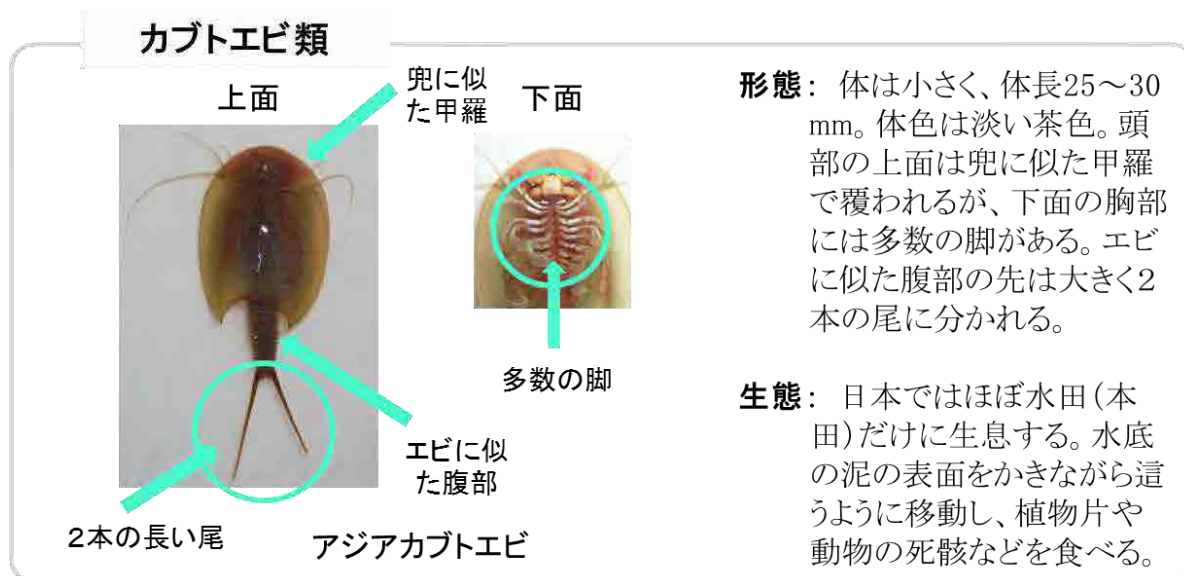 カブトエビ類
上面
兜に似
た甲羅
下面
多数の脚
エビに似
た腹部
2本の長い尾
アジアカブトエビ
形態： 体は小さく、体長25～30
mm。体色は淡い茶色。頭
部の上面は兜に似た甲羅
で覆われるが、下面の胸部
には多数の脚がある。エビ
に似た腹部の先は大きく2
本の尾に分かれる。
生態： 日本ではほぼ水田（本
田）だけに生息する。水底
の泥の表面をかきながら這
うように移動し、植物片や
動物の死骸などを食べる。